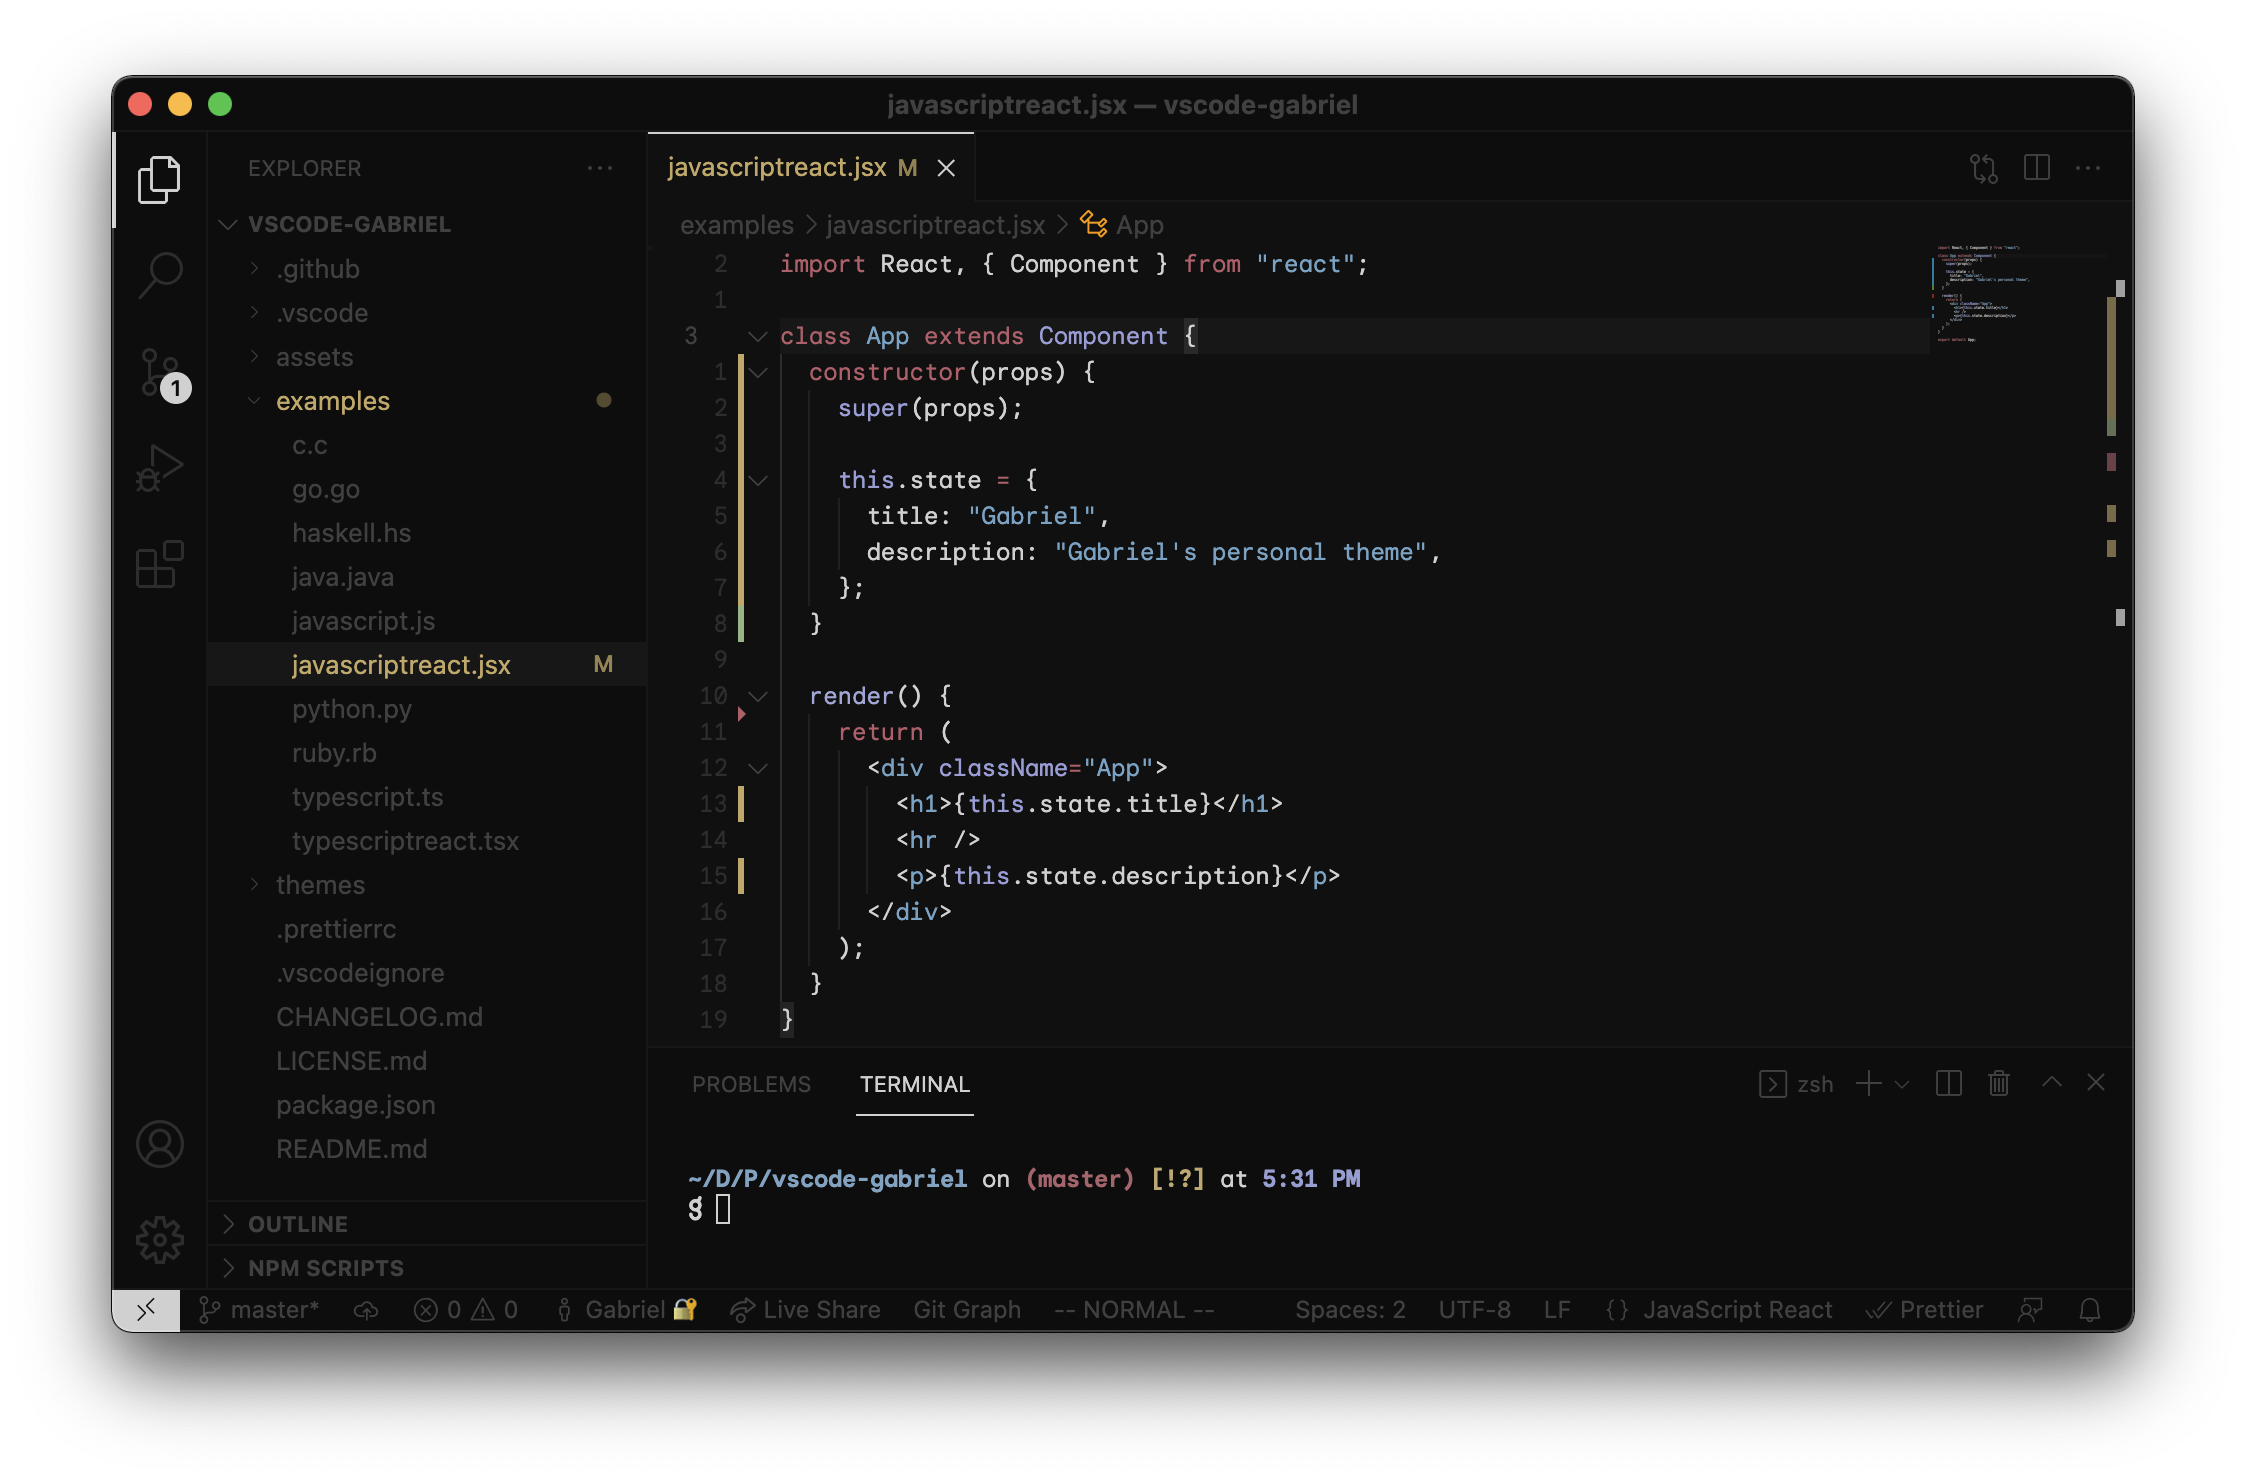 javascriptreact.jsx — vscode-gabriel
EXPLORER
VSCODE-GABRIEL
.github
.vscode
assets
1
examples
c.c
go.go
haskell.hs
java.java
javascript.js
javascriptreact.jsx M
python.py
ruby.rb
typescript.ts
typescriptreact.tsx
themes
.prettierrc
.vscodeignore
CHANGELOG.md
LICENSE.md
package.json
README.md
OUTLINE
NPM SCRIPTS
javascriptreact.jsx M
examples > javascriptreact.jsx > App
2 import React, { Component } from "react";
1
3 class App extends Component {
1 constructor(props) {
2 super(props);
3
4 this.state = {
5 title: "Gabriel",
6 description: "Gabriel's personal theme",
7 };
8 }
9
10 render() {
11 return (
12 <div className="App">
13 <h1>{this.state.title}</h1>
14 <hr />
15 <p>{this.state.description}</p>
16 </div>
17 );
18 }
19 }
PROBLEMS TERMINAL
zsh
~/D/P/vscode-gabriel on (master) [!?] at 5:31 PM
master* 0 0 Gabriel Live Share Git Graph -- NORMAL -- Spaces: 2 UTF-8 LF {} JavaScript React Prettier